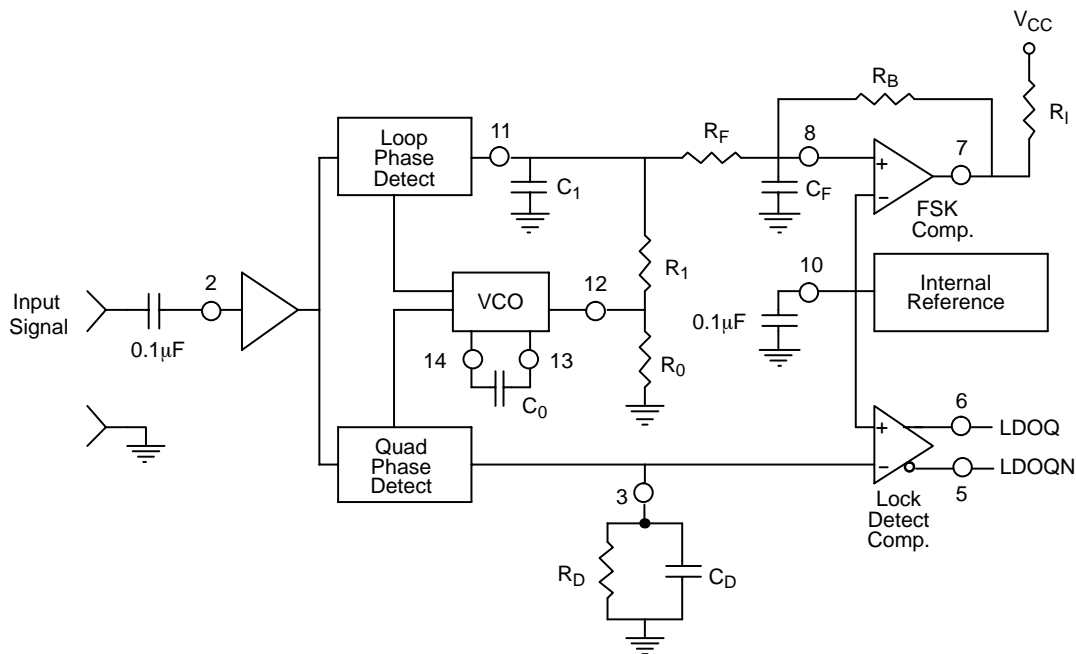 V_CC
R_B
R_I
R_F
8
7
11
Loop
Phase
Detect
C_1
C_F
+
−
FSK
Comp.
R_1
10
Internal
Reference
2
12
VCO
Input
Signal
0.1μF
0.1μF
14
13
C_0
R_0
6
LDOQ
+
−
LDOQN
5
Quad
Phase
Detect
3
Lock
Detect
Comp.
R_D
C_D